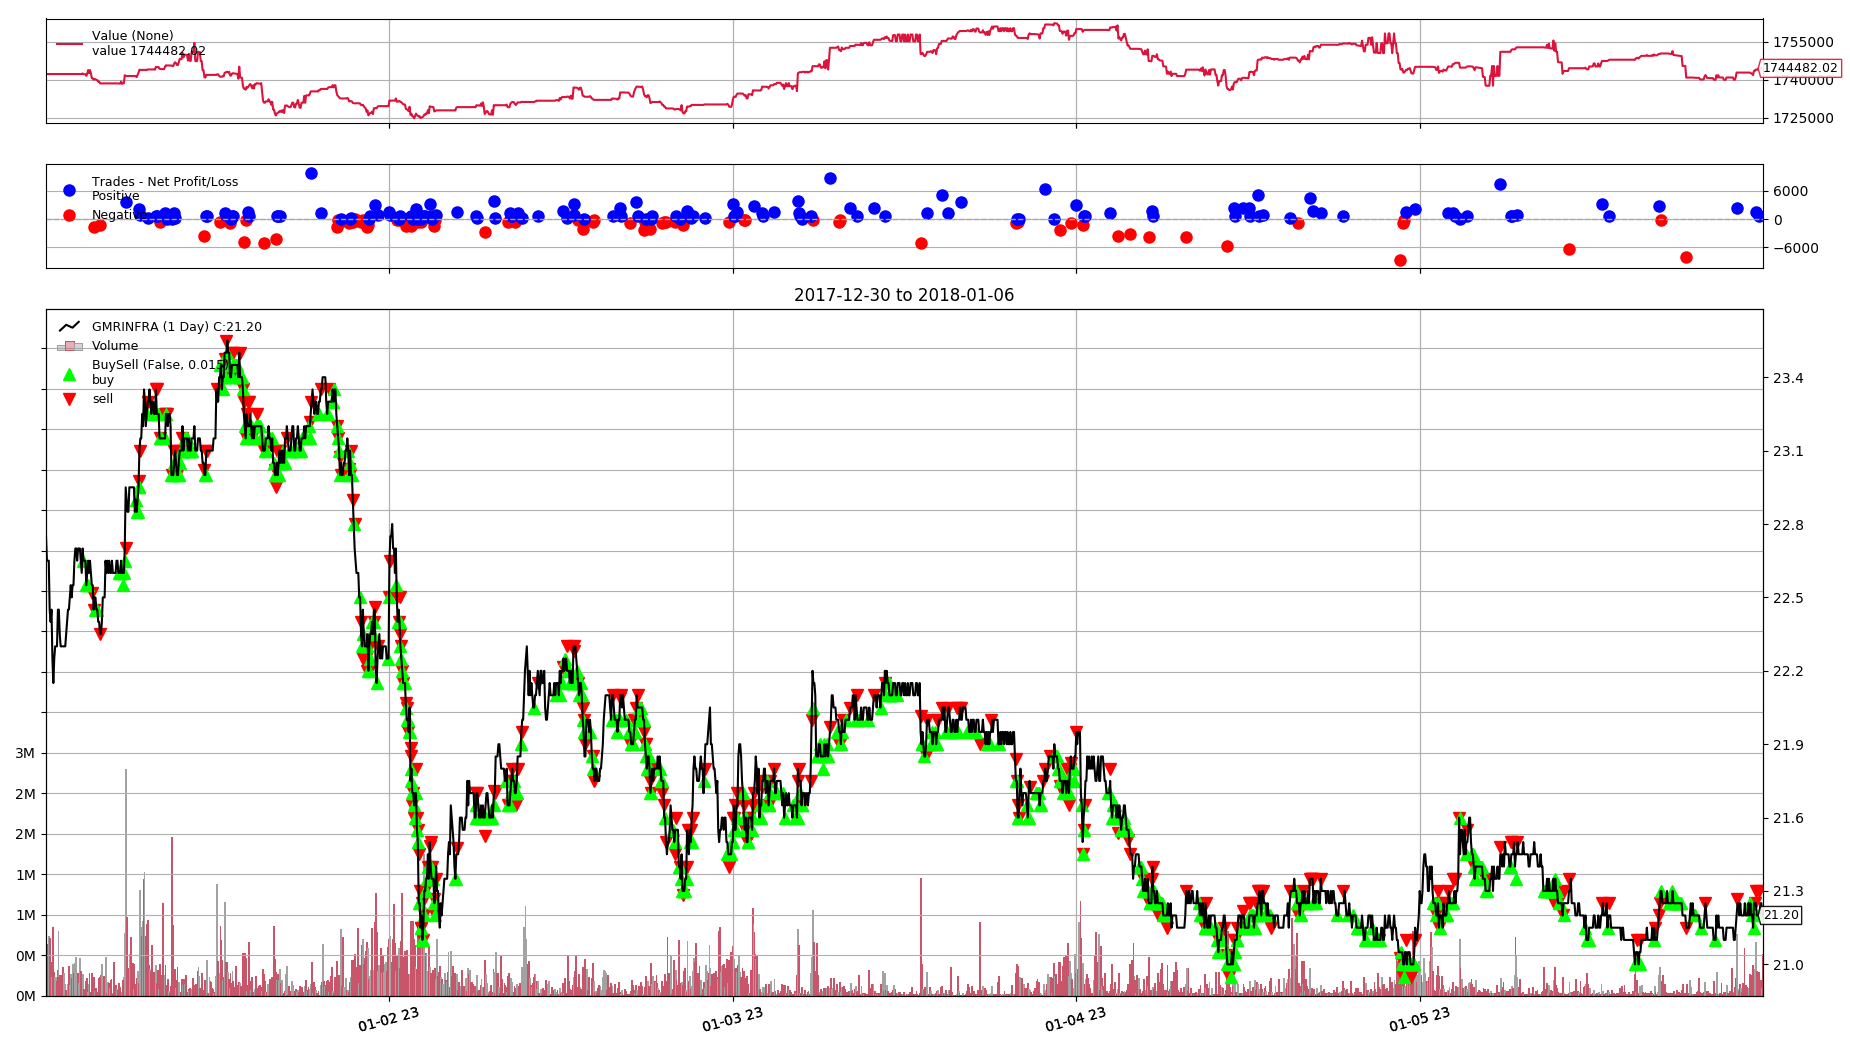 Value (None)
value 1744482.02
1755000
1744482.02
1740000
1725000
Trades - Net Profit/Loss
Positive
Negative
6000
0
−6000
2017-12-30 to 2018-01-06
GMRINFRA (1 Day) C:21.20
Volume
BuySell (False, 0.015)
buy
sell
23.4
23.1
22.8
22.5
22.2
21.9
21.6
21.3
21.20
21.0
3M
2M
2M
1M
1M
0M
0M
01-02 23
01-03 23
01-04 23
01-05 23